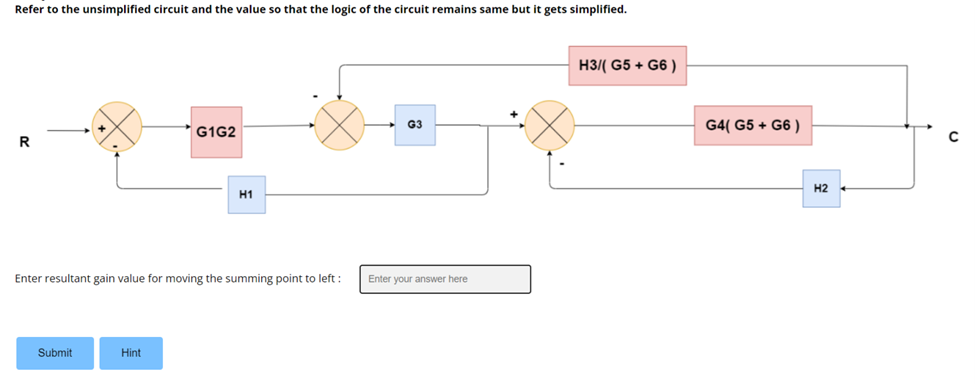 Refer to the unsimplified circuit and the value so that the logic of the circuit remains same but it gets simplified.
H3/( G5 + G6 )
-
+
R
+
G1G2
G3
G4( G5 + G6 )
C
-
-
H1
H2
Enter resultant gain value for moving the summing point to left :
Enter your answer here
Submit
Hint